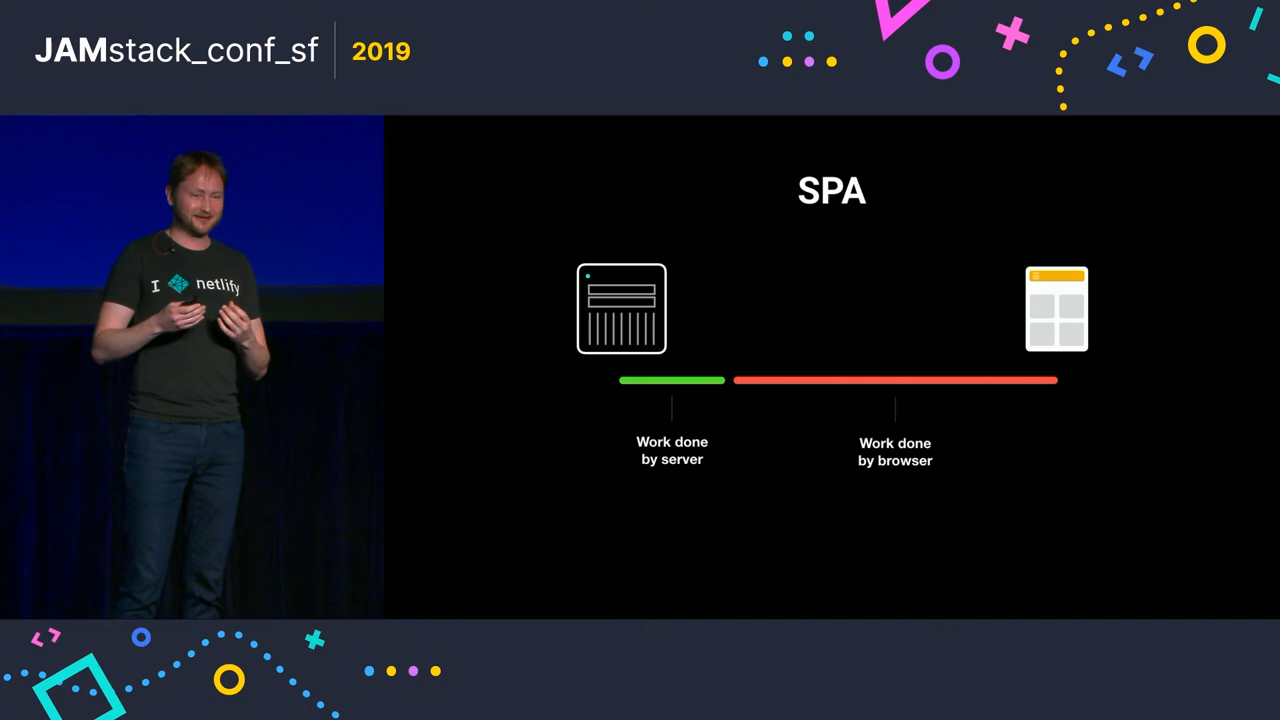 JAMstack_conf_sf
2019
I netlify
SPA
Work done
by server
Work done
by browser